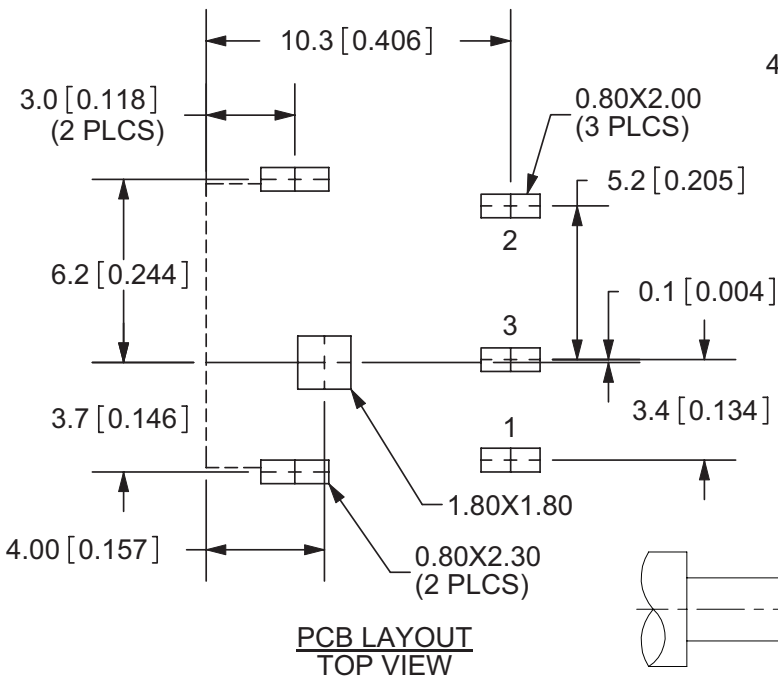 10.3 [0.406]
4
3.0 [0.118]
(2 PLCS)
0.80X2.00
(3 PLCS)
5.2 [0.205]
2
6.2 [0.244]
0.1 [0.004]
3
3.7 [0.146]
3.4 [0.134]
1
1.80X1.80
4.00 [0.157]
0.80X2.30
(2 PLCS)
PCB LAYOUT
TOP VIEW